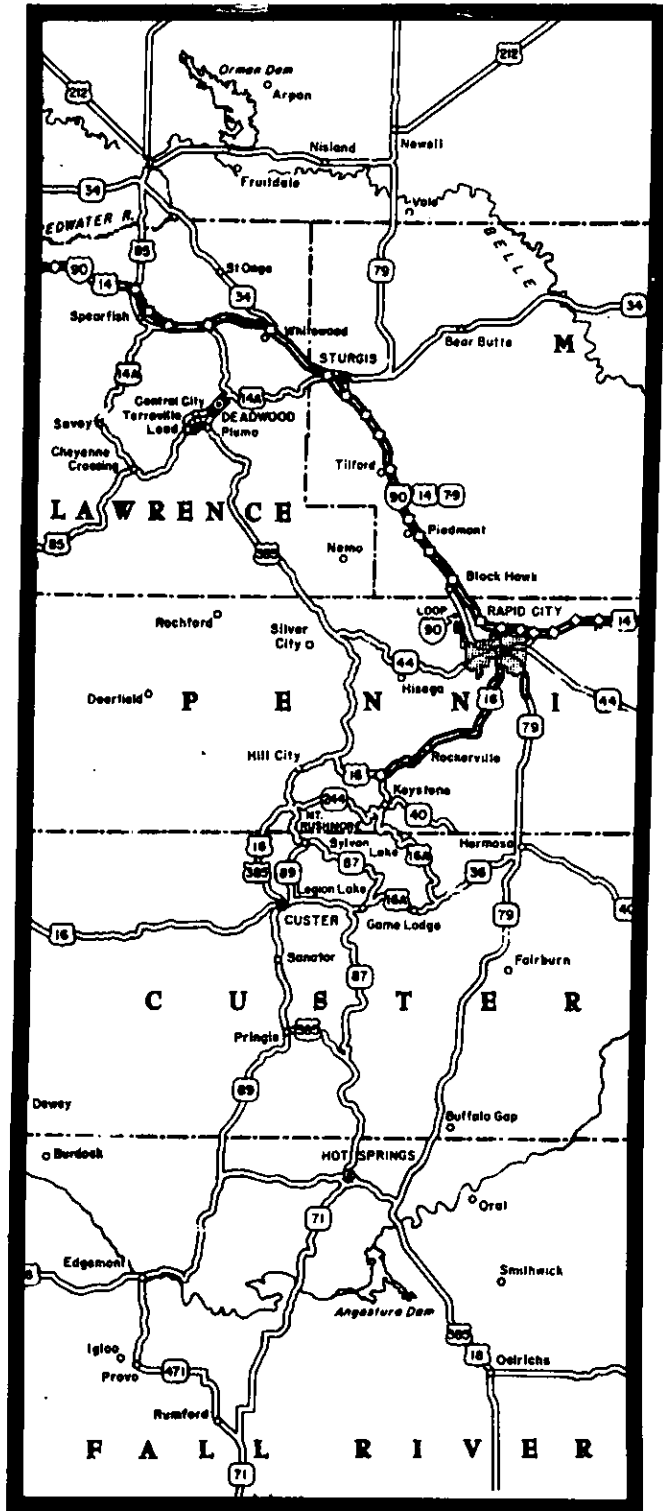 Orman Dam
212
212
Arpan
Nisland
Newell
Fruitdale
34
Vale
REDWATER R.
85
BELLE
90
14
St Onge
79
34
34
Spearfish
Whitewood
Bear Butte
M
STURGIS
14A
Central City
14A
Terraville
DEADWOOD
Savoy
Lead
Pluma
Cheyenne
Crossing
Tilford
90
14
79
LAWRENCE
85
385
Piedmont
Nemo
Black Hawk
Rochford
LOOP
90
RAPID CITY
14
Silver
City
44
Hisega
Deerfield
PENNI
16
44
79
Hill City
16
Rockerville
244
Keystone
MT.
RUSHMORE
40
16
Sylvan
Lake
Hermosa
385
89
87
16A
36
Legion Lake
16A
79
40
CUSTER
Game Lodge
16
Sanator
87
Fairburn
CUSTER
Pringle
385
89
Dewey
Buffalo Gap
Burdock
HOT SPRINGS
Oral
71
Edgemont
Smithwick
Angostura Dam
385
18
Igloo
Oelrichs
Provo
471
Rumford
FALL RIVER
71